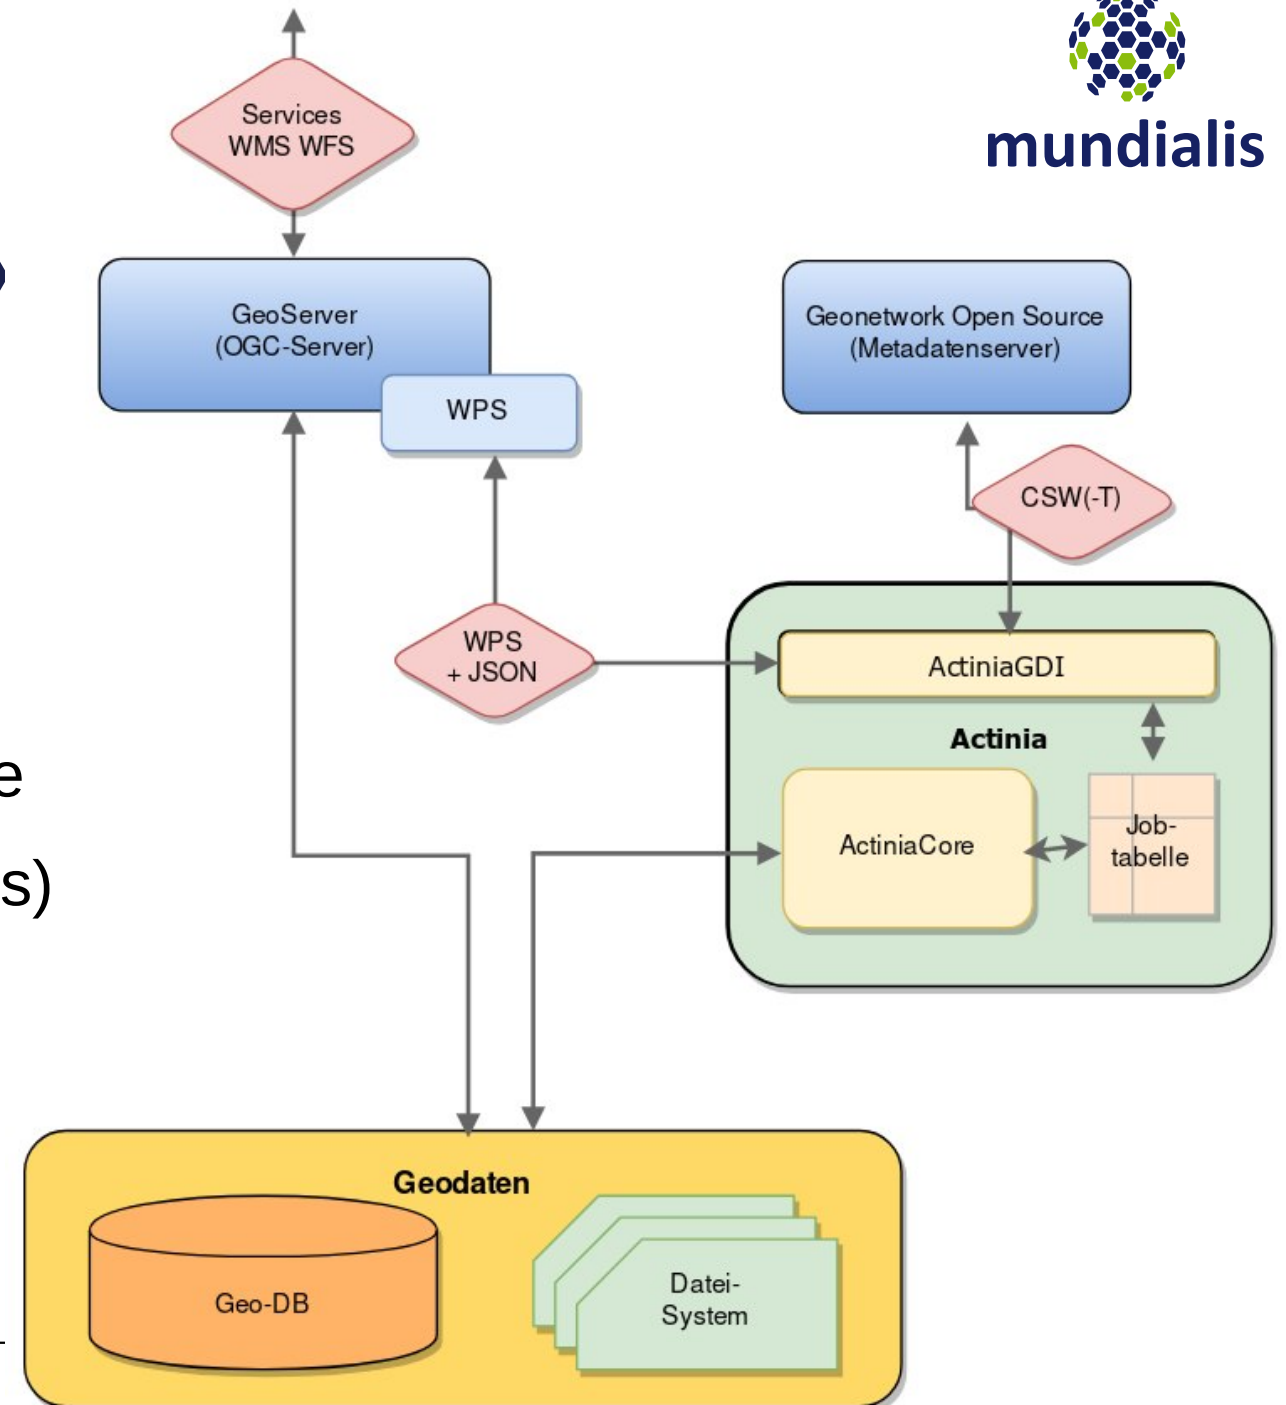 mundialis
Services
WMS WFS
GeoServer
(OGC-Server)
Geonetwork Open Source
(Metadatenserver)
WPS
CSW(-T)
WPS
+ JSON
ActiniaGDI
Actinia
e
ActiniaCore
Job-
tabelle
s)
Geodaten
Geo-DB
Datei-
System